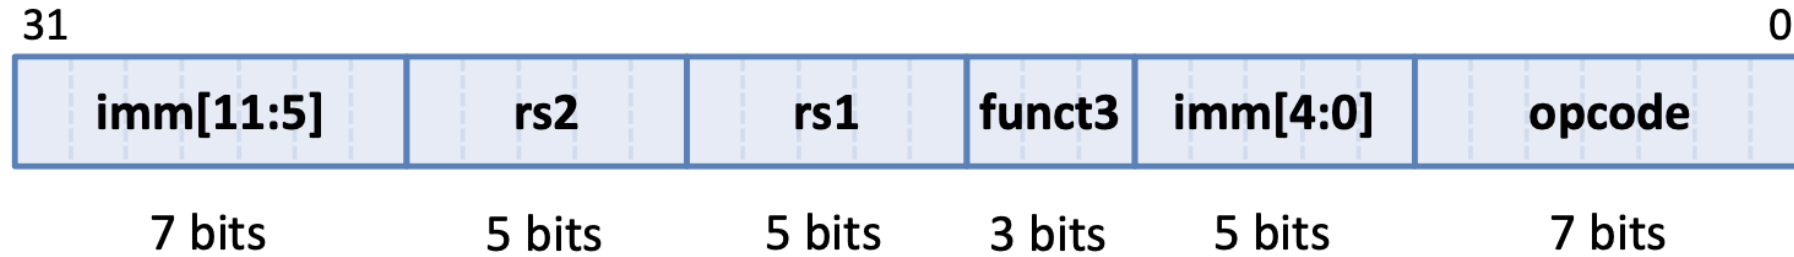 31 0
imm[11:5] rs2 rs1 funct3 imm[4:0] opcode
7 bits 5 bits 5 bits 3 bits 5 bits 7 bits